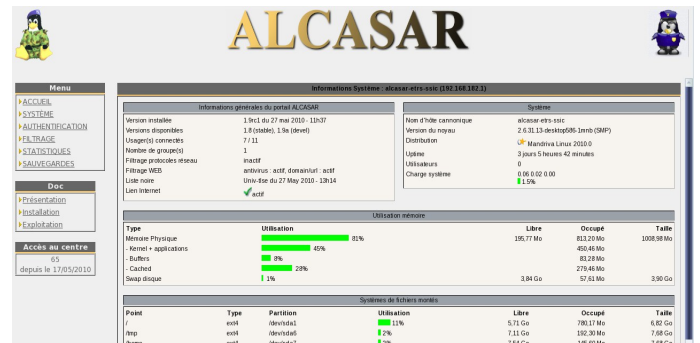 ALCASAR
Menu
ACCUEIL
SYSTÈME
AUTHENTIFICATION
FILTRAGE
STATISTIQUES
SAUVEGARDES
Doc
Présentation
Installation
Exploitation
Accès au centre
65
depuis le 17/05/2010
Informations Système : alcasar-etrs-ssic (192.168.182.1)
Informations générales du portail ALCASAR
Version installée 1.9rc1 du 27 mai 2010 - 11h37
Versions disponibles 1.8 (stable), 1.9a (devel)
Usager(s) connectés 7 / 11
Nombre de groupe(s) 1
Filtrage protocoles réseau inactif
Filtrage WEB antivirus : actif, domain/url : actif
Liste noire Univ-tlse du 27 May 2010 - 13h14
Lien Internet actif
Système
Nom d'hôte cannonique alcasar-etrs-ssic
Version du noyau 2.6.31.13-desktop586-1mnb (SMP)
Distribution Mandriva Linux 2010.0
Uptime 3 jours 5 heures 42 minutes
Utilisateurs 0
Charge système 0.06 0.02 0.00
1.5%
Utilisation mémoire
Type Utilisation Libre Occupé Taille
Mémoire Physique 81% 195,77 Mo 813,20 Mo 1008,98 Mo
- Kernel + applications 45% 450,46 Mo
- Buffers 8% 83,28 Mo
- Cached 28% 279,46 Mo
Swap disque 1% 3,84 Go 57,61 Mo 3,90 Go
Systèmes de fichiers montés
Point Type Partition Utilisation Libre Occupé Taille
/ ext4 /dev/sda1 11% 5,71 Go 780,17 Mo 6,82 Go
/tmp ext4 /dev/sda6 2% 7,11 Go 192,30 Mo 7,68 Go